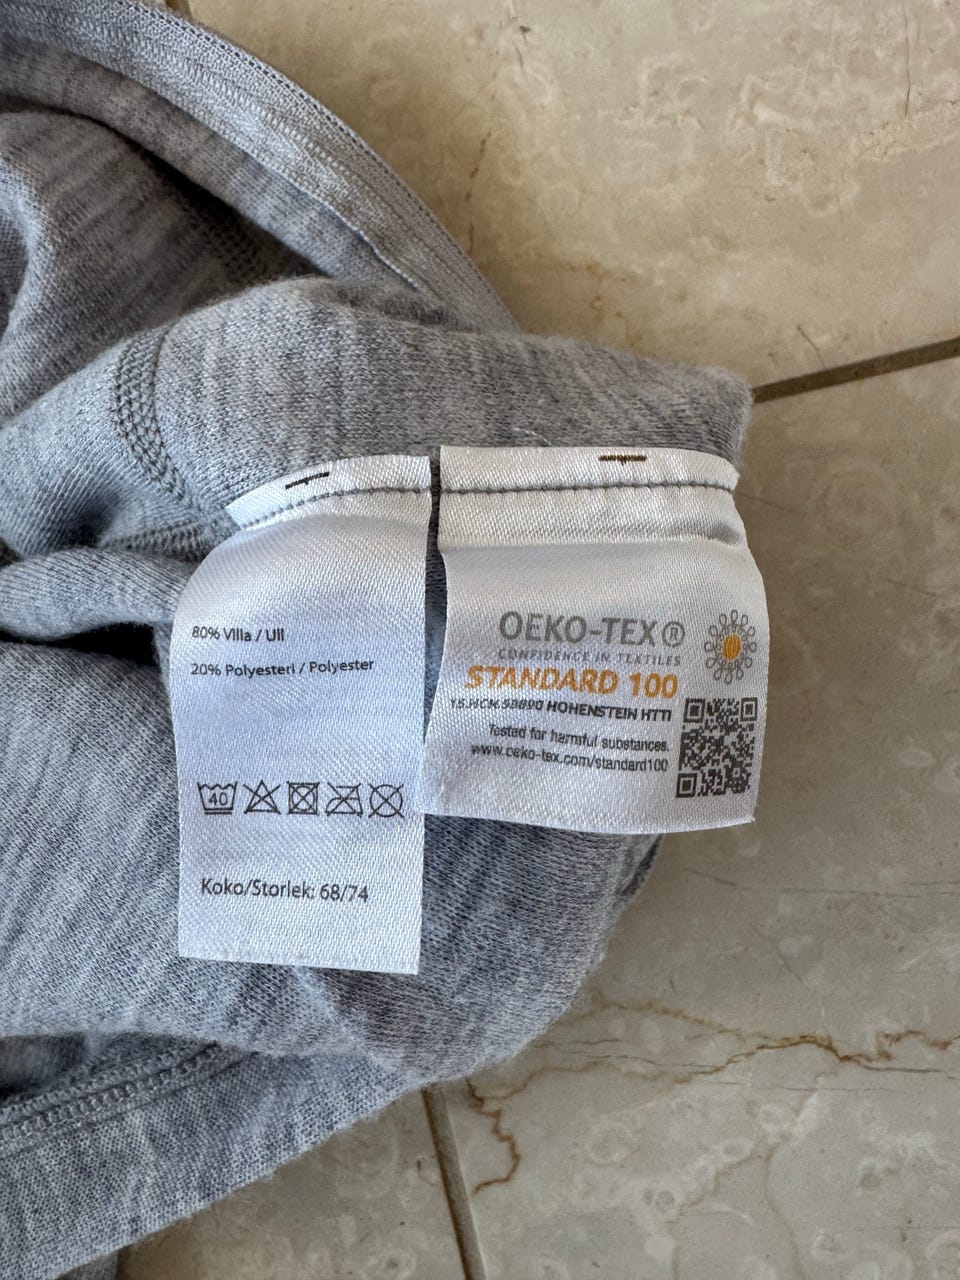 80% Villa / Ull
20% Polyesteri / Polyester
40
Koko/Storlek: 68/74
OEKO-TEX®
CONFIDENCE IN TEXTILES
STANDARD 100
HOHENSTEIN HTTI
Tested for harmful substances.
www.oeko-tex.com/standard100